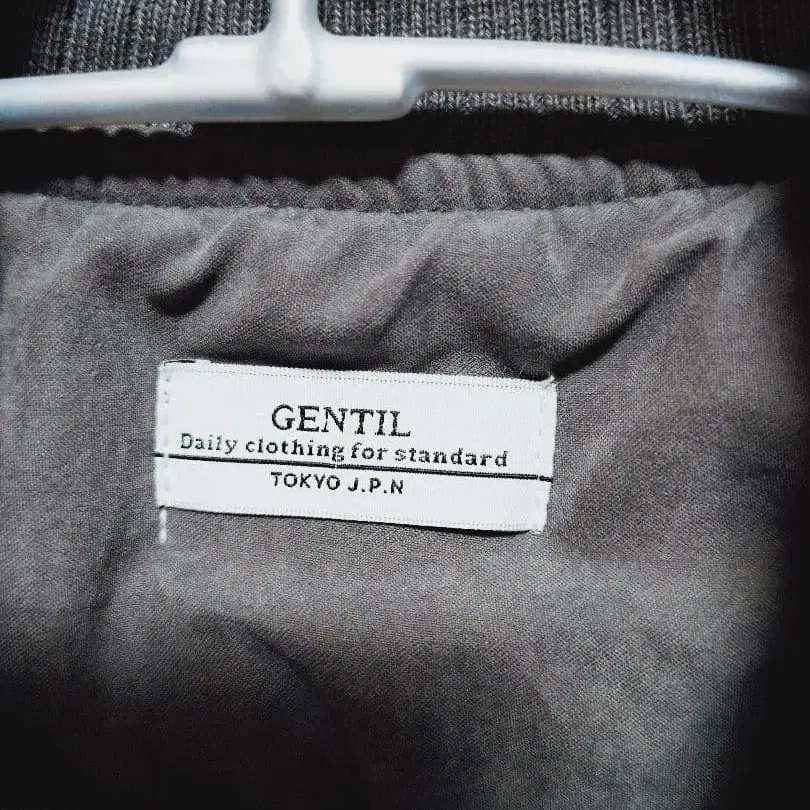 GENTIL
Daily clothing for standard
TOKYO J.P.N